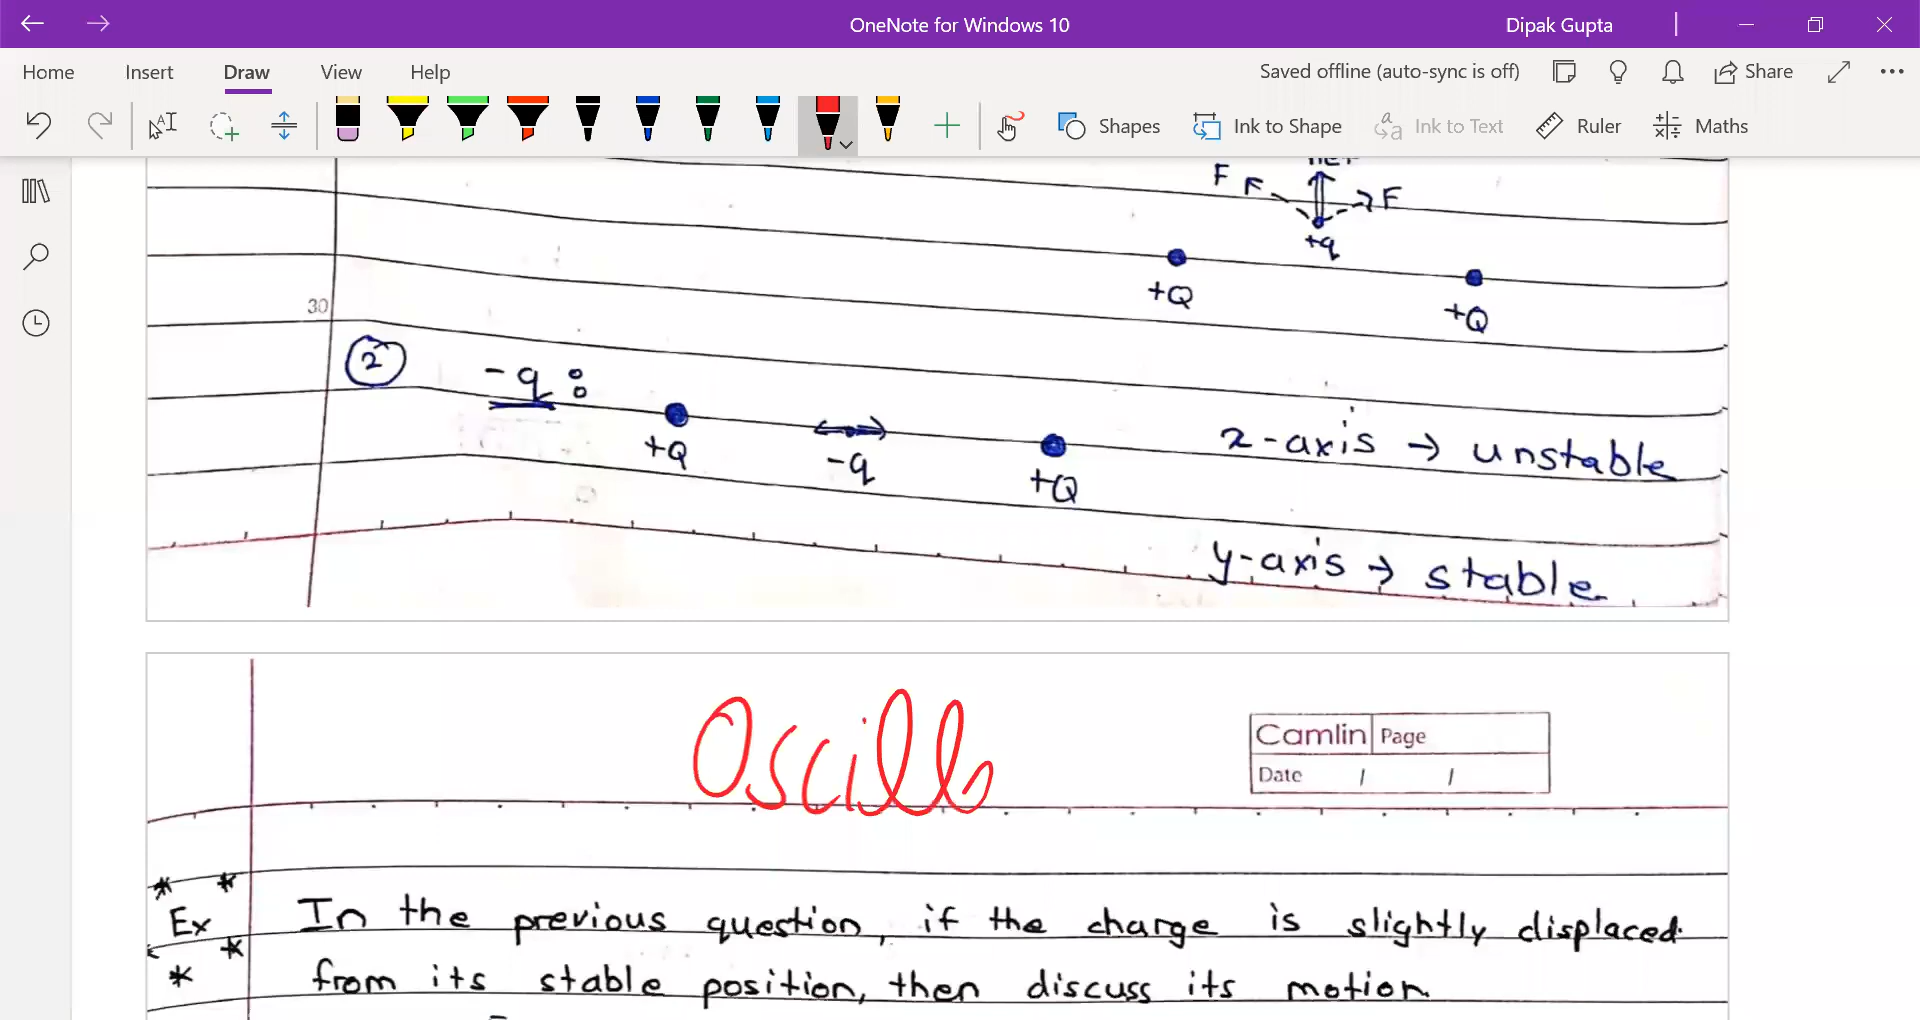 OneNote for Windows 10
Dipak Gupta
Home Insert Draw View Help
Saved offline (auto-sync is off)
Share
Shapes
Ink to Shape
Ink to Text
Ruler
Maths
F F F
+q
+Q
+Q
30
2 -q :
+Q
-q
+Q
x-axis → unstable
y-axis → stable
Oscill
Camlin Page
Date / /
* *
Ex In the previous question, if the charge is slightly displaced.
* *
from its stable position, then discuss its motion.